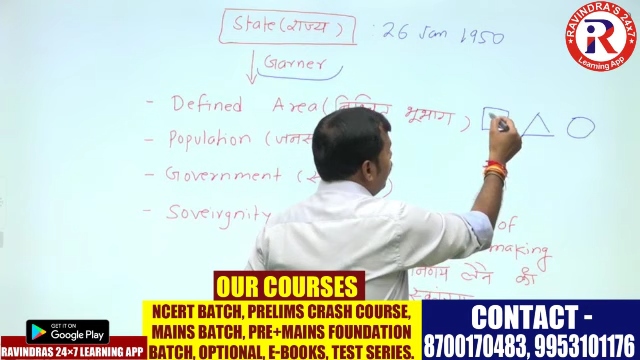 State (राज्य) 26 Jan 1950
Garner
- Defined Area ( भूभाग )
- Population (
- Government (
- Soveirgnity
of
making
लेने की
RAVINDRA'S 24x7
IR
Learning App
OUR COURSES
NCERT BATCH, PRELIMS CRASH COURSE,
MAINS BATCH, PRE+MAINS FOUNDATION
BATCH, OPTIONAL, E-BOOKS, TEST SERIES.
CONTACT -
8700170483, 9953101176
GET IT ON
Google Play
RAVINDRAS 24×7 LEARNING APP